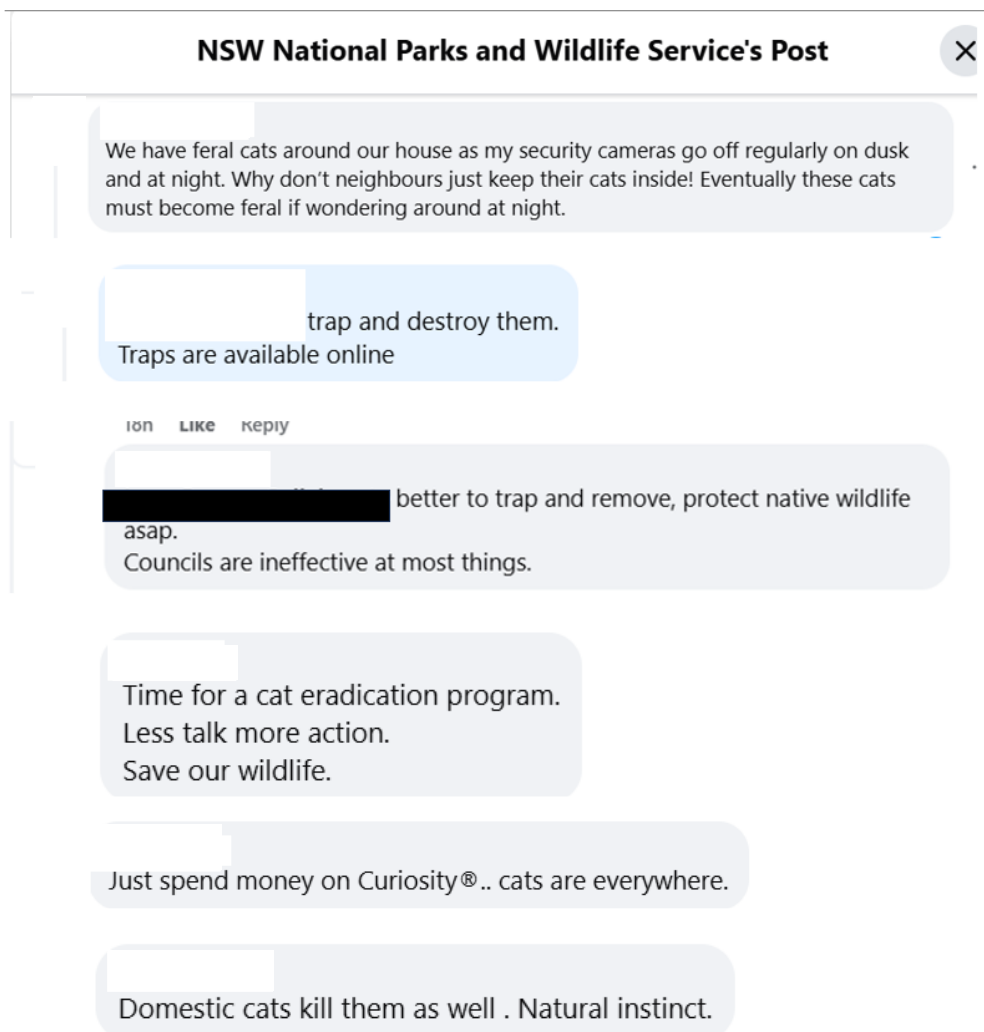 NSW National Parks and Wildlife Service's Post
We have feral cats around our house as my security cameras go off regularly on dusk
and at night. Why don't neighbours just keep their cats inside! Eventually these cats
must become feral if wondering around at night.
trap and destroy them.
Traps are available online
18h Like Reply
better to trap and remove, protect native wildlife
asap.
Councils are ineffective at most things.
Time for a cat eradication program.
Less talk more action.
Save our wildlife.
Just spend money on Curiosity®.. cats are everywhere.
Domestic cats kill them as well . Natural instinct.